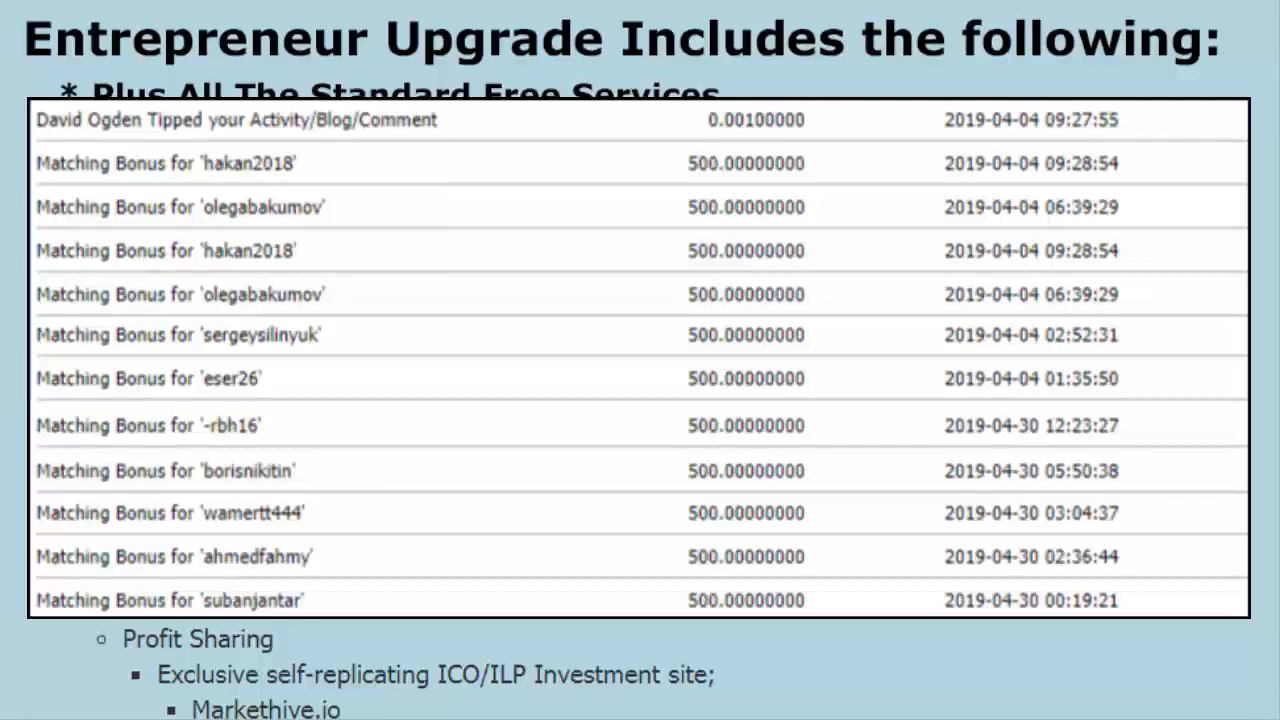 Entrepreneur Upgrade Includes the following:
* Plus All The Standard Free Services
David Ogden Tipped your Activity/Blog/Comment 0.00100000 2019-04-04 09:27:55
Matching Bonus for 'hakan2018' 500.00000000 2019-04-04 09:28:54
Matching Bonus for 'olegabakumov' 500.00000000 2019-04-04 06:39:29
Matching Bonus for 'hakan2018' 500.00000000 2019-04-04 09:28:54
Matching Bonus for 'olegabakumov' 500.00000000 2019-04-04 06:39:29
Matching Bonus for 'sergeysilinyuk' 500.00000000 2019-04-04 02:52:31
Matching Bonus for 'eser26' 500.00000000 2019-04-04 01:35:50
Matching Bonus for '-rbh16' 500.00000000 2019-04-30 12:23:27
Matching Bonus for 'borisnikitin' 500.00000000 2019-04-30 05:50:38
Matching Bonus for 'wamertt444' 500.00000000 2019-04-30 03:04:37
Matching Bonus for 'ahmedfahmy' 500.00000000 2019-04-30 02:36:44
Matching Bonus for 'subanjantar' 500.00000000 2019-04-30 00:19:21
Profit Sharing
Exclusive self-replicating ICO/ILP Investment site;
Markethive.io